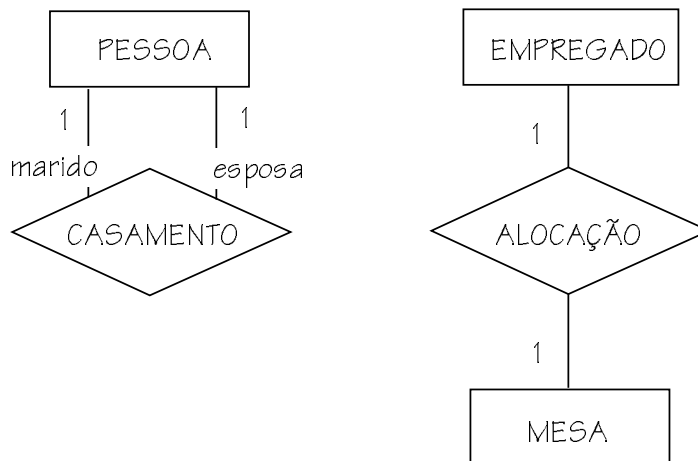 PESSOA
1
1
marido
esposa
CASAMENTO
EMPREGADO
1
ALOCAÇÃO
1
MESA